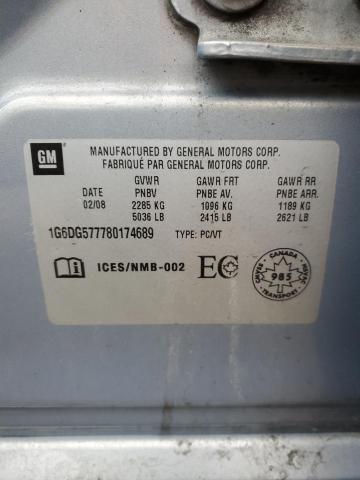 GM
MANUFACTURED BY GENERAL MOTORS CORP.
FABRIQUÉ PAR GENERAL MOTORS CORP.
GVWR GAWR FRT GAWR RR
DATE PNBV PNBE AV. PNBE ARR.
02/08 2285 KG 1096 KG 1189 KG
5036 LB 2415 LB 2621 LB
1G6DG577780174689 TYPE: PC/VT
ICES/NMB-002 EC
CANADA
985
TRANSPORT